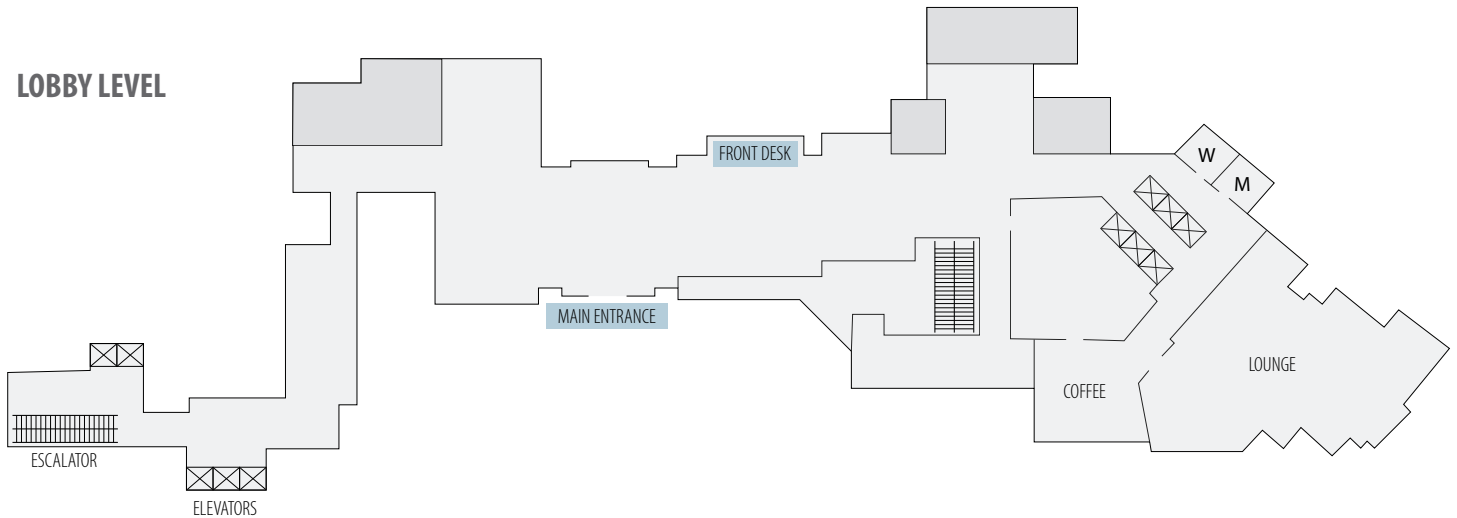 LOBBY LEVEL
FRONT DESK
W
M
MAIN ENTRANCE
LOUNGE
COFFEE
ESCALATOR
ELEVATORS